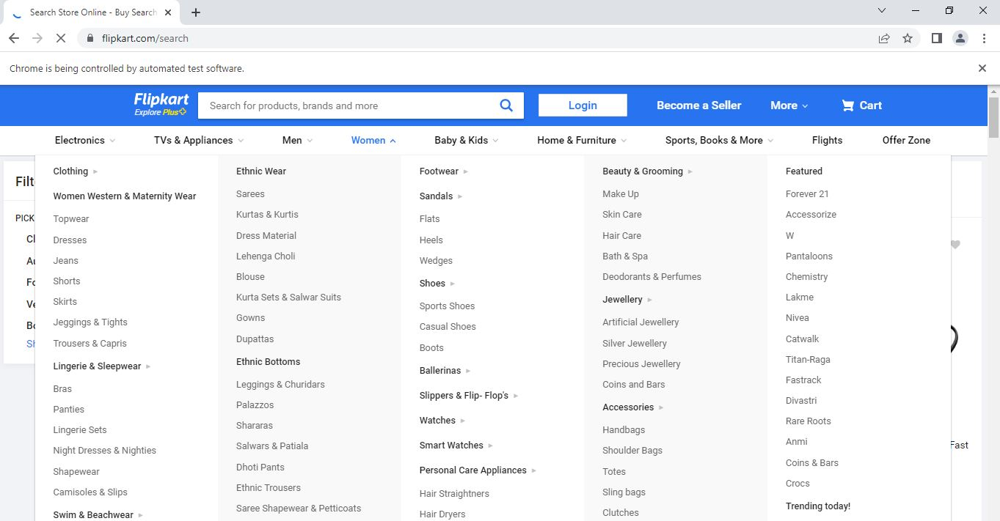 Search Store Online - Buy Search
flipkart.com/search
Chrome is being controlled by automated test software.
Flipkart
Explore Plus
Search for products, brands and more
Login
Become a Seller
More
Cart
Electronics
TVs & Appliances
Men
Women
Baby & Kids
Home & Furniture
Sports, Books & More
Flights
Offer Zone
Filt
PICK
Cl
Au
Fo
Ve
Bo
Clothing
Women Western & Maternity Wear
Topwear
Dresses
Jeans
Shorts
Skirts
Jeggings & Tights
Trousers & Capris
Lingerie & Sleepwear
Bras
Panties
Lingerie Sets
Night Dresses & Nighties
Shapewear
Camisoles & Slips
Swim & Beachwear
Ethnic Wear
Sarees
Kurtas & Kurtis
Dress Material
Lehenga Choli
Blouse
Kurta Sets & Salwar Suits
Gowns
Dupattas
Ethnic Bottoms
Leggings & Churidars
Palazzos
Shararas
Salwars & Patiala
Dhoti Pants
Ethnic Trousers
Saree Shapewear & Petticoats
Footwear
Sandals
Flats
Heels
Wedges
Shoes
Sports Shoes
Casual Shoes
Boots
Ballerinas
Slippers & Flip- Flop's
Watches
Smart Watches
Personal Care Appliances
Hair Straightners
Hair Dryers
Beauty & Grooming
Make Up
Skin Care
Hair Care
Bath & Spa
Deodorants & Perfumes
Jewellery
Artificial Jewellery
Silver Jewellery
Precious Jewellery
Coins and Bars
Accessories
Handbags
Shoulder Bags
Totes
Sling bags
Clutches
Featured
Forever 21
Accessorize
W
Pantaloons
Chemistry
Lakme
Nivea
Catwalk
Titan-Raga
Fastrack
Divastri
Rare Roots
Anmi
Coins & Bars
Crocs
Trending today!
Fast